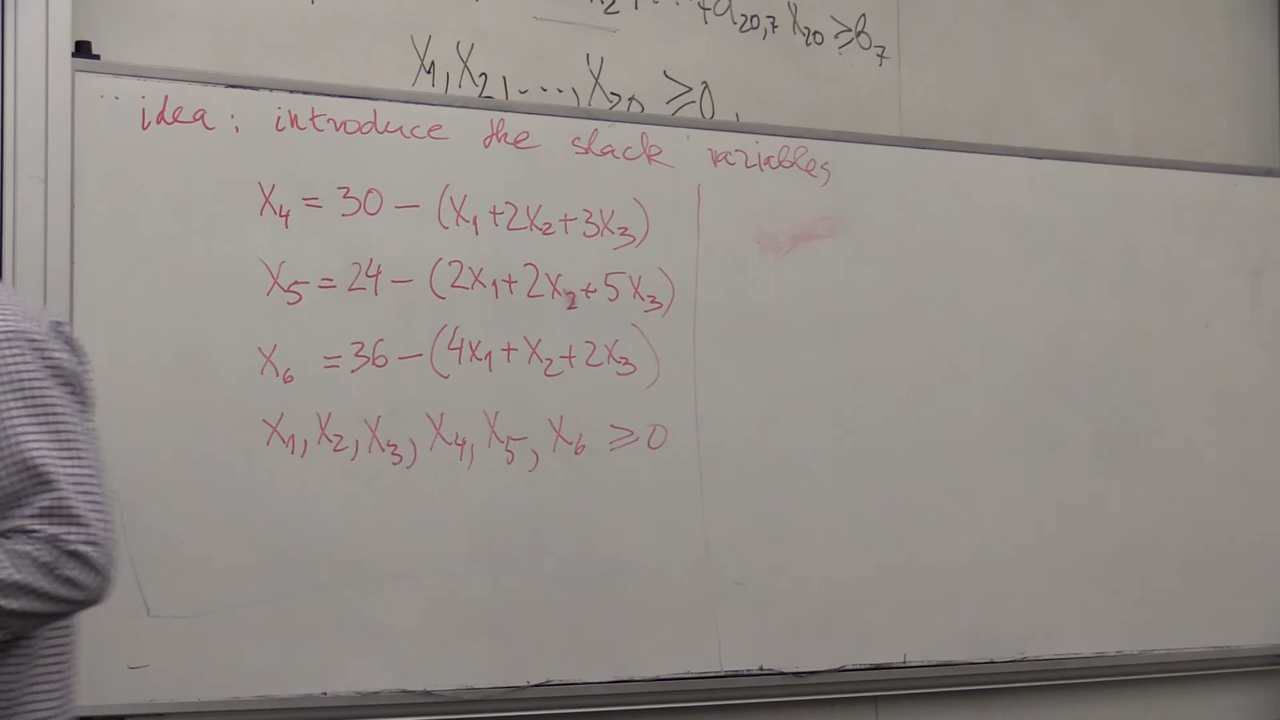 x₂ ... + a₂₀,₇ x₂₀ ≥ b₇
x₁, x₂, ..., x₂₀ ≥ 0.
idea: introduce the slack variables
x₄ = 30 - (x₁ + 2x₂ + 3x₃)
x₅ = 24 - (2x₁ + 2x₂ + 5x₃)
x₆ = 36 - (4x₁ + x₂ + 2x₃)
x₁, x₂, x₃, x₄, x₅, x₆ ≥ 0